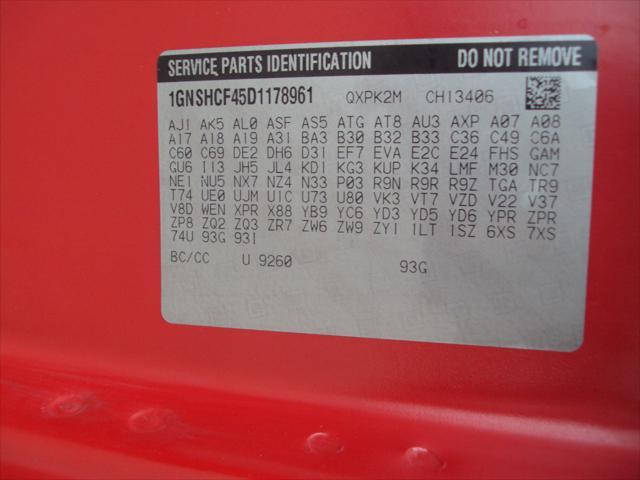 SERVICE PARTS IDENTIFICATION DO NOT REMOVE
1GNSHCF45D1178961 QXPK2M CH13406
AJ1 AK5 AL0 ASF AS5 ATG AT8 AU3 AXP A07 A08
A17 A18 A19 A31 BA3 B30 B32 B33 C36 C49 C6A
C60 C69 DE2 DH6 D31 EF7 EVA E2C E24 FHS GAM
GU6 I13 JH5 JL4 KD1 KG3 KUP K34 LMF M30 NC7
NE1 NU5 NX7 NZ4 N33 P03 R9N R9R R9Z TGA TR9
T74 UE0 UJM U1C U73 U80 VK3 VT7 VZD V22 V37
V8D WEN XPR X88 YB9 YC6 YD3 YD5 YD6 YPR ZPR
ZP8 ZQ2 ZQ3 ZR7 ZW6 ZW9 ZY1 1LT 1SZ 6XS 7XS
74U 93G 931
BC/CC U 9260 93G